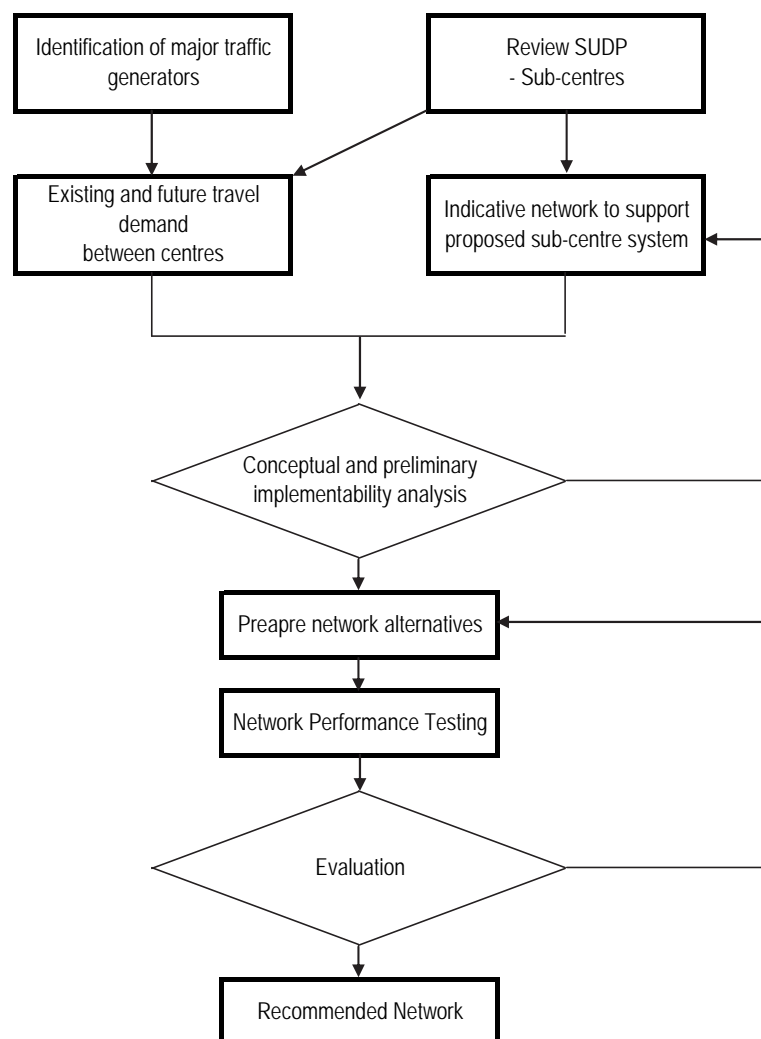 Identification of major traffic
generators
Review SUDP
- Sub-centres
Existing and future travel
demand
between centres
Indicative network to support
proposed sub-centre system
Conceptual and preliminary
implementability analysis
Preapre network alternatives
Network Performance Testing
Evaluation
Recommended Network